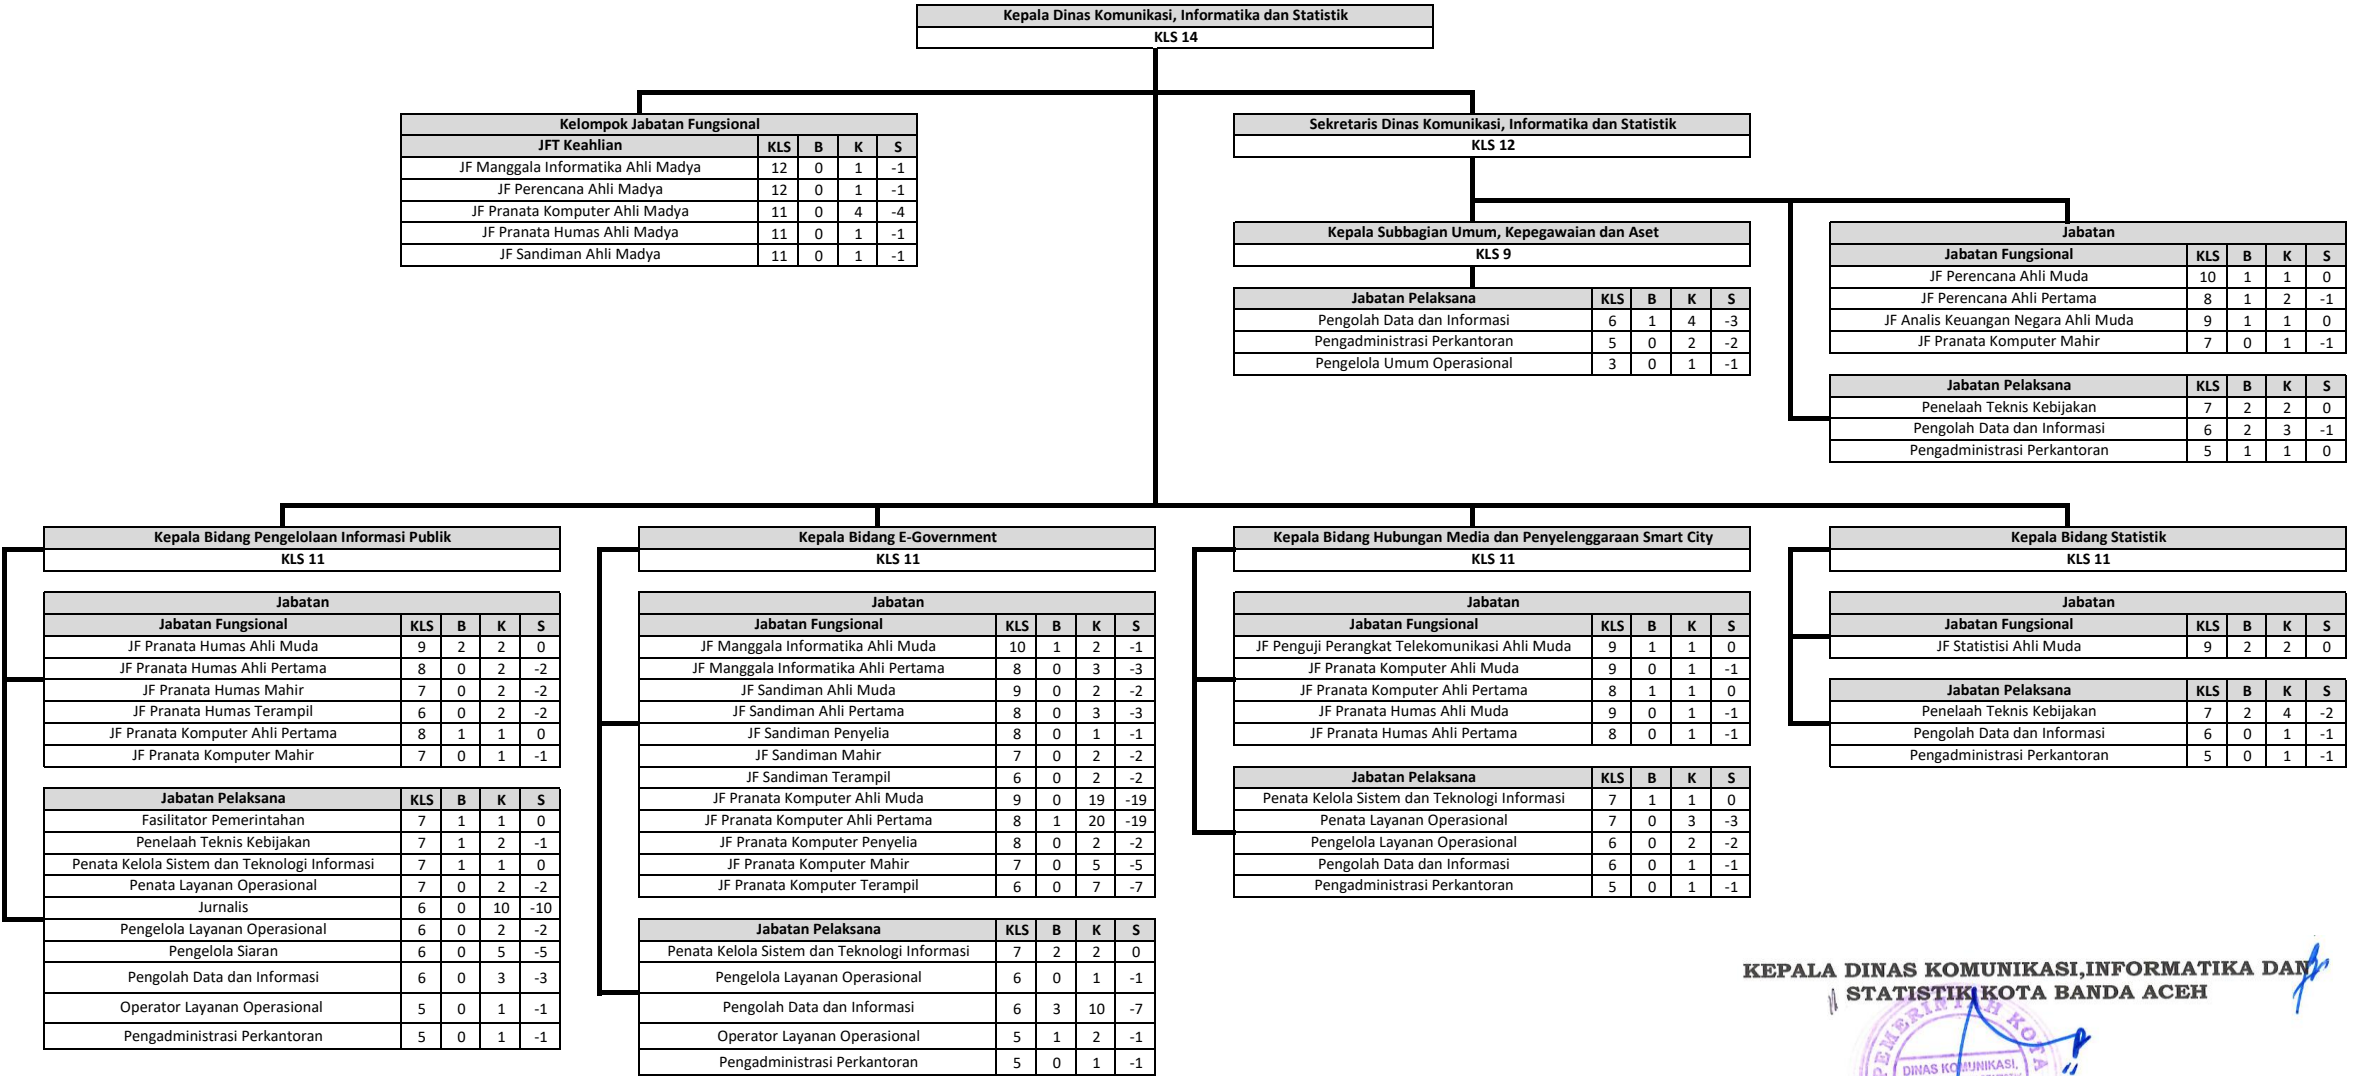 Kepala Dinas Komunikasi, Informatika dan Statistik
KLS 14
Kelompok Jabatan Fungsional
JFT Keahlian KLS B K S
JF Manggala Informatika Ahli Madya 12 0 1 -1
JF Perencana Ahli Madya 12 0 1 -1
JF Pranata Komputer Ahli Madya 11 0 4 -4
JF Pranata Humas Ahli Madya 11 0 1 -1
JF Sandiman Ahli Madya 11 0 1 -1
Sekretaris Dinas Komunikasi, Informatika dan Statistik
KLS 12
Kepala Subbagian Umum, Kepegawaian dan Aset
KLS 9
Jabatan Pelaksana KLS B K S
Pengolah Data dan Informasi 6 1 4 -3
Pengadministrasi Perkantoran 5 0 2 -2
Pengelola Umum Operasional 3 0 1 -1
Jabatan
Jabatan Fungsional KLS B K S
JF Perencana Ahli Muda 10 1 1 0
JF Perencana Ahli Pertama 8 1 2 -1
JF Analis Keuangan Negara Ahli Muda 9 1 1 0
JF Pranata Komputer Mahir 7 0 1 -1
Jabatan Pelaksana KLS B K S
Penelaah Teknis Kebijakan 7 2 2 0
Pengolah Data dan Informasi 6 2 3 -1
Pengadministrasi Perkantoran 5 1 1 0
Kepala Bidang Pengelolaan Informasi Publik
KLS 11
Jabatan
Jabatan Fungsional KLS B K S
JF Pranata Humas Ahli Muda 9 2 2 0
JF Pranata Humas Ahli Pertama 8 0 2 -2
JF Pranata Humas Mahir 7 0 2 -2
JF Pranata Humas Terampil 6 0 2 -2
JF Pranata Komputer Ahli Pertama 8 1 1 0
JF Pranata Komputer Mahir 7 0 1 -1
Jabatan Pelaksana KLS B K S
Fasilitator Pemerintahan 7 1 1 0
Penelaah Teknis Kebijakan 7 1 2 -1
Penata Kelola Sistem dan Teknologi Informasi 7 1 1 0
Penata Layanan Operasional 7 0 2 -2
Jurnalis 6 0 10 -10
Pengelola Layanan Operasional 6 0 2 -2
Pengelola Siaran 6 0 5 -5
Pengolah Data dan Informasi 6 0 3 -3
Operator Layanan Operasional 5 0 1 -1
Pengadministrasi Perkantoran 5 0 1 -1
Kepala Bidang E-Government
KLS 11
Jabatan
Jabatan Fungsional KLS B K S
JF Manggala Informatika Ahli Muda 10 1 2 -1
JF Manggala Informatika Ahli Pertama 8 0 3 -3
JF Sandiman Ahli Muda 9 0 2 -2
JF Sandiman Ahli Pertama 8 0 3 -3
JF Sandiman Penyelia 8 0 1 -1
JF Sandiman Mahir 7 0 2 -2
JF Sandiman Terampil 6 0 2 -2
JF Pranata Komputer Ahli Muda 9 0 19 -19
JF Pranata Komputer Ahli Pertama 8 1 20 -19
JF Pranata Komputer Penyelia 8 0 2 -2
JF Pranata Komputer Mahir 7 0 5 -5
JF Pranata Komputer Terampil 6 0 7 -7
Jabatan Pelaksana KLS B K S
Penata Kelola Sistem dan Teknologi Informasi 7 2 2 0
Pengelola Layanan Operasional 6 0 1 -1
Pengolah Data dan Informasi 6 3 10 -7
Operator Layanan Operasional 5 1 2 -1
Pengadministrasi Perkantoran 5 0 1 -1
Kepala Bidang Hubungan Media dan Penyelenggaraan Smart City
KLS 11
Jabatan
Jabatan Fungsional KLS B K S
JF Penguji Perangkat Telekomunikasi Ahli Muda 9 1 1 0
JF Pranata Komputer Ahli Muda 9 0 1 -1
JF Pranata Komputer Ahli Pertama 8 1 1 0
JF Pranata Humas Ahli Muda 9 0 1 -1
JF Pranata Humas Ahli Pertama 8 0 1 -1
Jabatan Pelaksana KLS B K S
Penata Kelola Sistem dan Teknologi Informasi 7 1 1 0
Penata Layanan Operasional 7 0 3 -3
Pengelola Layanan Operasional 6 0 2 -2
Pengolah Data dan Informasi 6 0 1 -1
Pengadministrasi Perkantoran 5 0 1 -1
Kepala Bidang Statistik
KLS 11
Jabatan
Jabatan Fungsional KLS B K S
JF Statistisi Ahli Muda 9 2 2 0
Jabatan Pelaksana KLS B K S
Penelaah Teknis Kebijakan 7 2 4 -2
Pengolah Data dan Informasi 6 0 1 -1
Pengadministrasi Perkantoran 5 0 1 -1
KEPALA DINAS KOMUNIKASI,INFORMATIKA DAN
STATISTIK KOTA BANDA ACEH
PEMERINTAH KOTA
DINAS KOMUNIKASI,